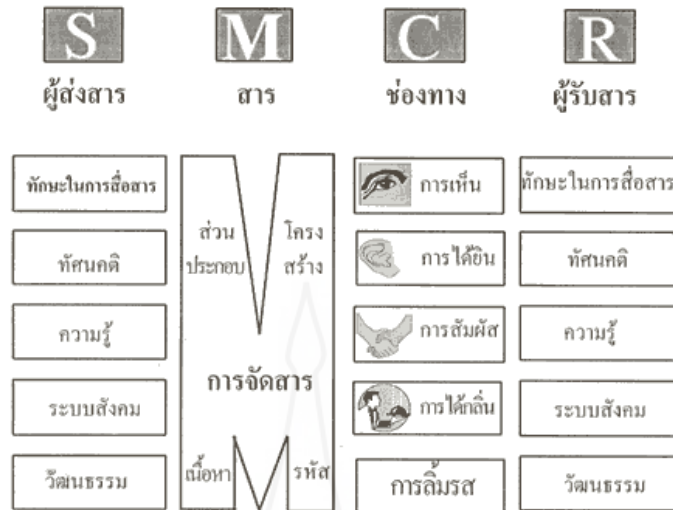 S M C R
ผู้ส่งสาร สาร ช่องทาง ผู้รับสาร
ทักษะในการสื่อสาร
ทัศนคติ
ความรู้
ระบบสังคม
วัฒนธรรม
ส่วน
ประกอบ
โครง
สร้าง
การจัดสาร
เนื้อหา
รหัส
การเห็น
การได้ยิน
การสัมผัส
การได้กลิ่น
การลิ้มรส
ทักษะในการสื่อสาร
ทัศนคติ
ความรู้
ระบบสังคม
วัฒนธรรม